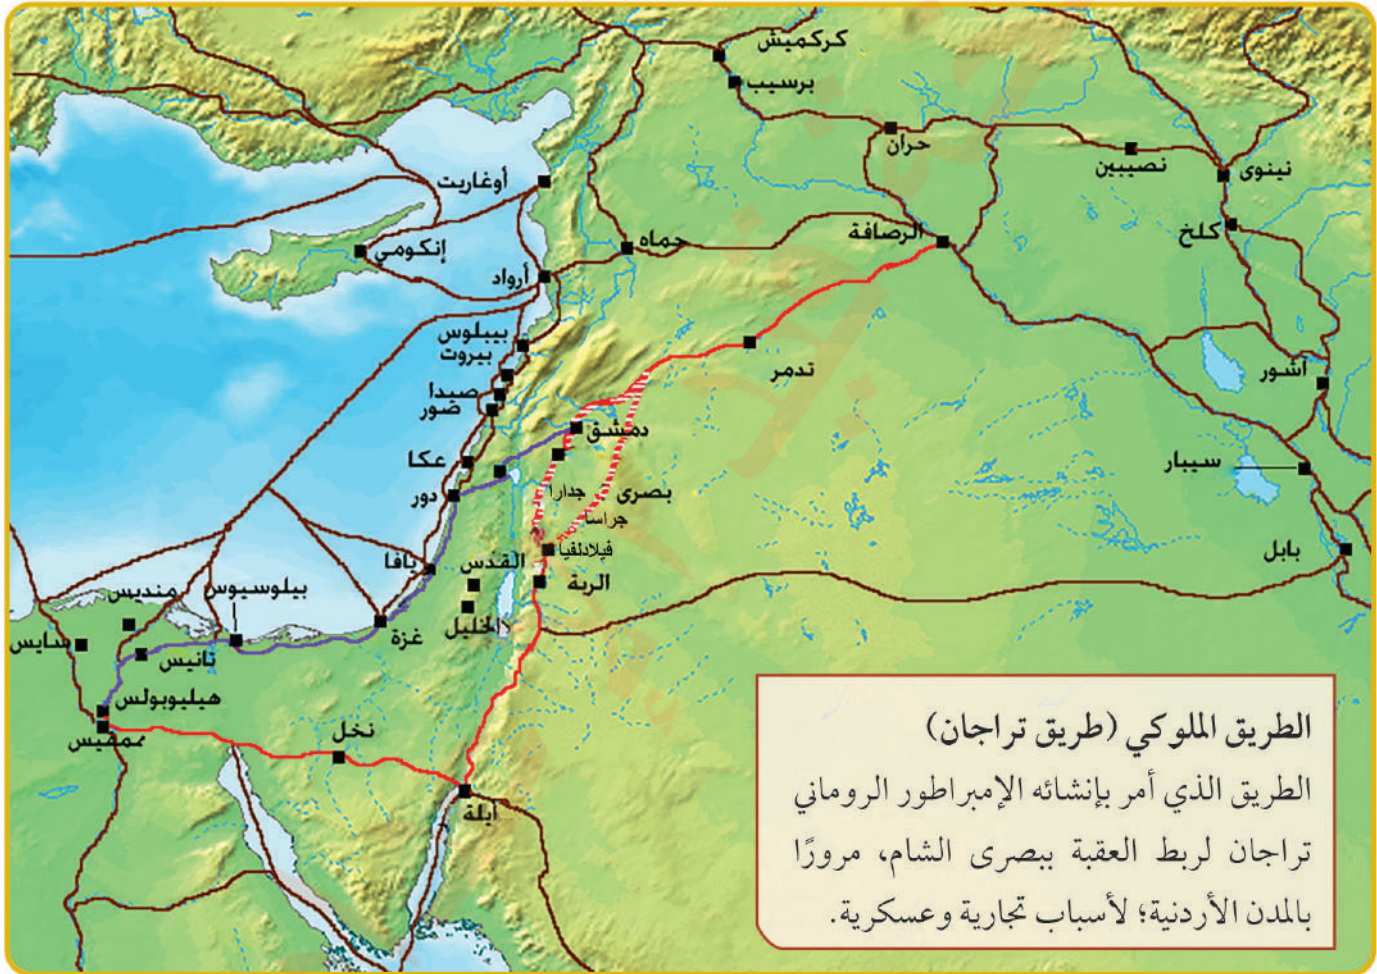 كركميش
برسيب
حران
نصيبين
نينوى
أوغاريت
كلخ
الرصافة
حماه
إنكومي
أرواد
بيبلوس
بيروت
تدمر
آشور
صيدا
صور
دمشق
عكا
سيبار
جدارا
بصرى
دور
جراسا
فيلادلفيا
بابل
يافا
القدس
الربة
بيلوسيوس
منديس
الخليل
غزة
سايس
تانيس
هيليوبولس
نخل
ممفيس
أيلة
الطريق الملوكي (طريق تراجان)
الطريق الذي أمر بإنشائه الإمبراطور الروماني
تراجان لربط العقبة ببصرى الشام، مرورًا
بالمدن الأردنية؛ لأسباب تجارية وعسكرية.